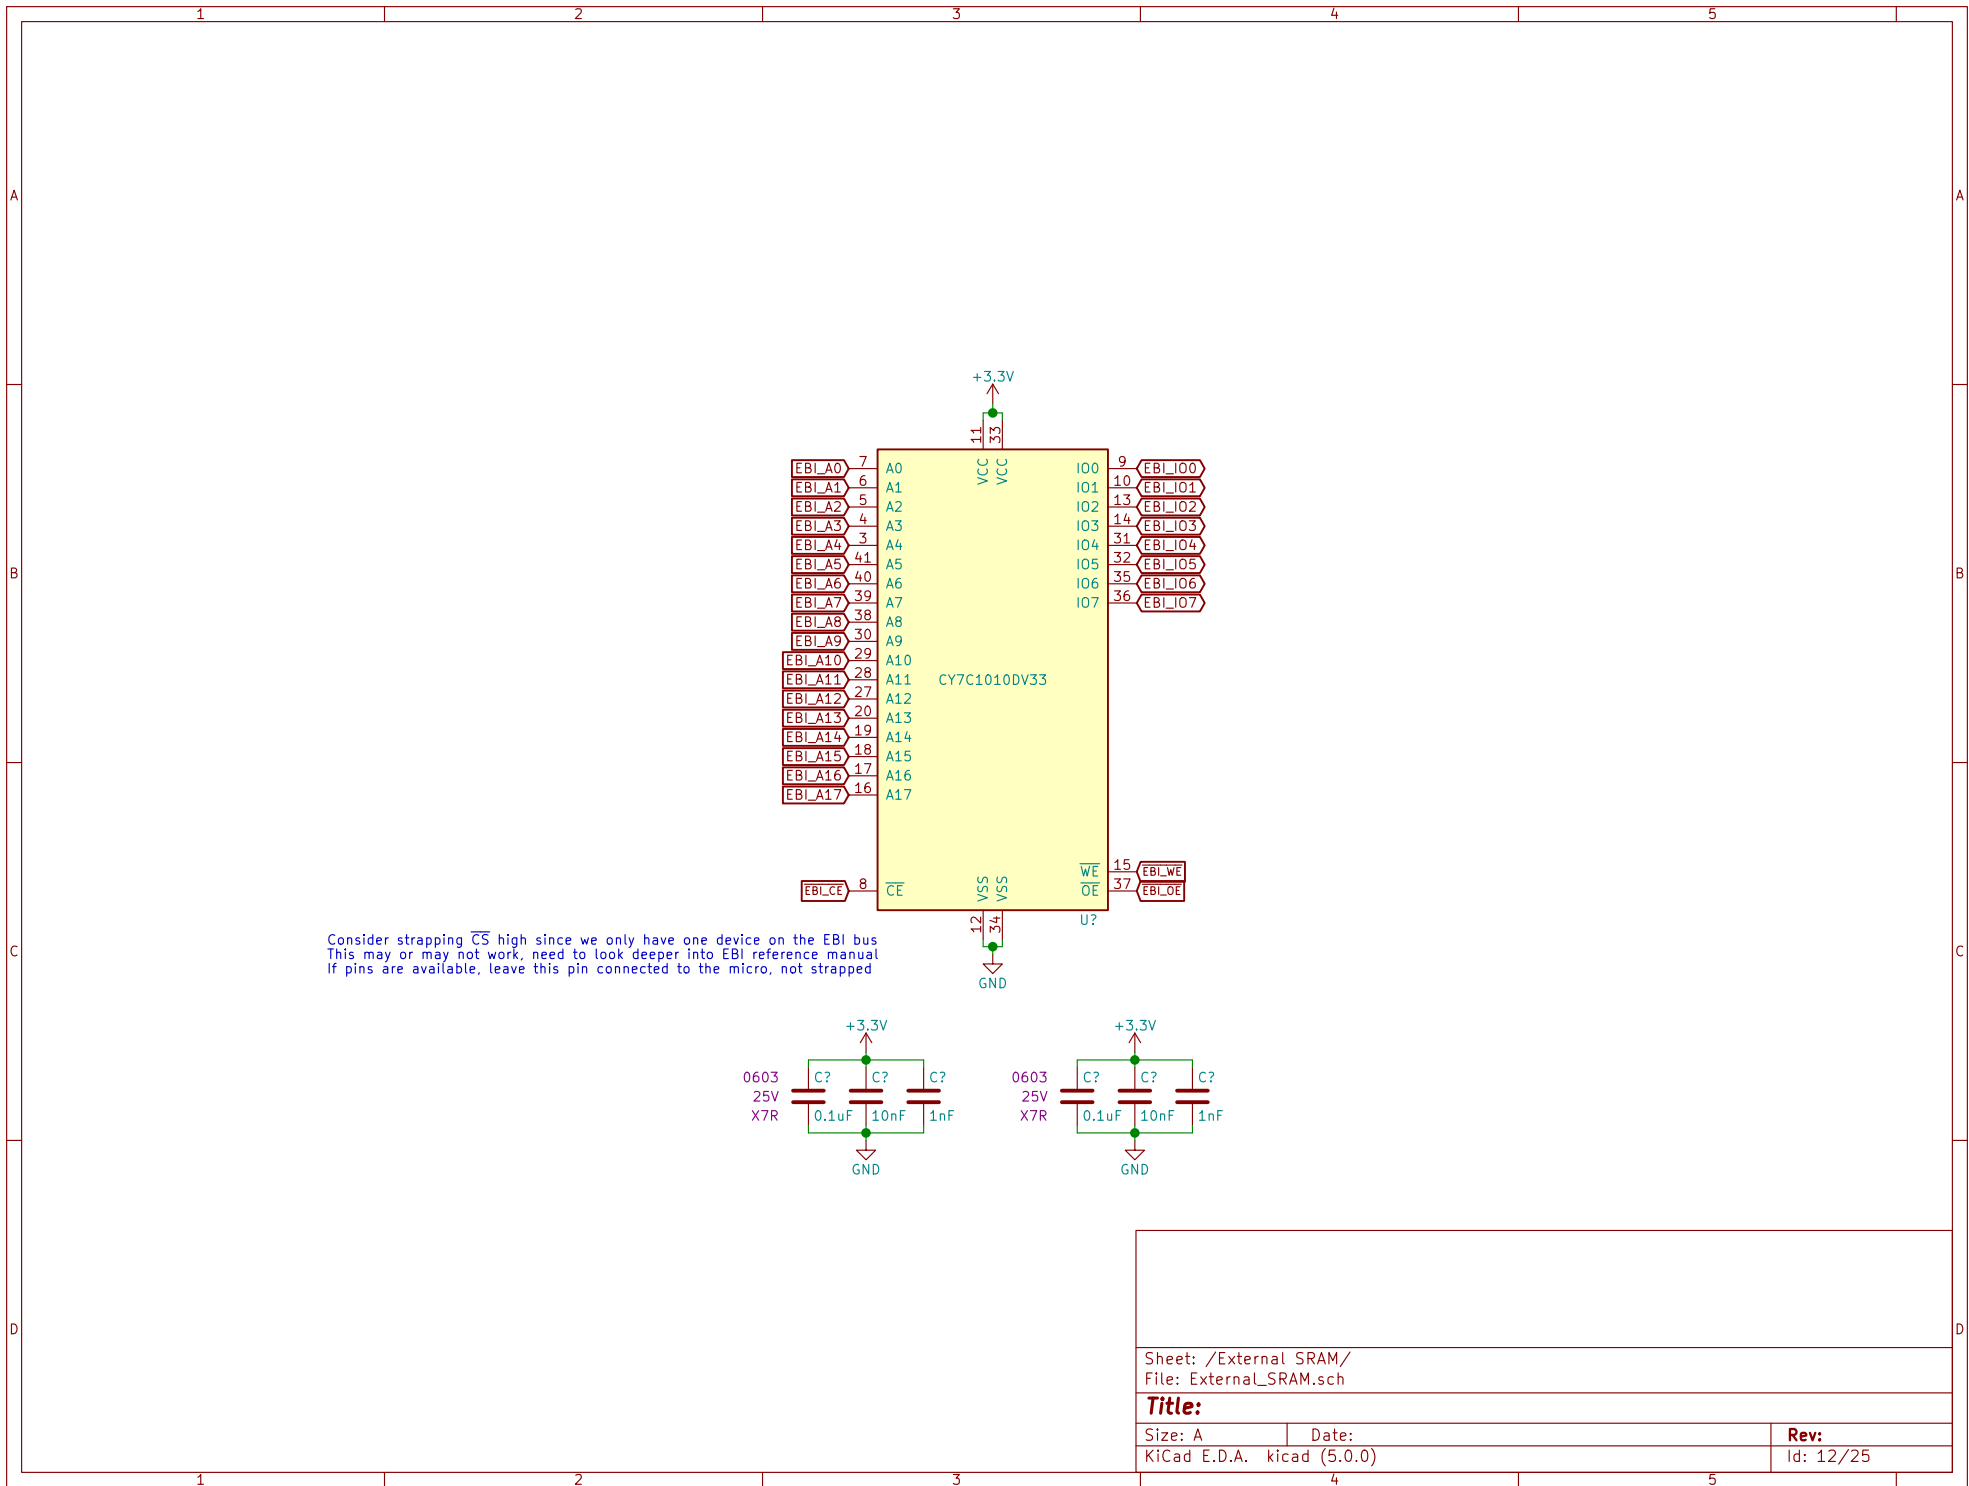 1 2 3 4 5
A A
B B
C C
D D
+3.3V
11 33
VCC VCC
EBI_A0 7 A0 IO0 9 EBI_IO0
EBI_A1 6 A1 IO1 10 EBI_IO1
EBI_A2 5 A2 IO2 13 EBI_IO2
EBI_A3 4 A3 IO3 14 EBI_IO3
EBI_A4 3 A4 IO4 31 EBI_IO4
EBI_A5 41 A5 IO5 32 EBI_IO5
EBI_A6 40 A6 IO6 35 EBI_IO6
EBI_A7 39 A7 IO7 36 EBI_IO7
EBI_A8 38 A8
EBI_A9 30 A9
EBI_A10 29 A10
EBI_A11 28 A11 CY7C1010DV33
EBI_A12 27 A12
EBI_A13 20 A13
EBI_A14 19 A14
EBI_A15 18 A15
EBI_A16 17 A16
EBI_A17 16 A17
WE 15 EBI_WE
EBI_CE 8 CE OE 37 EBI_OE
VSS VSS
12 34
U?
GND
Consider strapping CS high since we only have one device on the EBI bus
This may or may not work, need to look deeper into EBI reference manual
If pins are available, leave this pin connected to the micro, not strapped
+3.3V +3.3V
0603 C? C? C? 0603 C? C? C?
25V 25V
X7R 0.1uF 10nF 1nF X7R 0.1uF 10nF 1nF
GND GND
Sheet: /External SRAM/
File: External_SRAM.sch
Title:
Size: A Date: Rev:
KiCad E.D.A. kicad (5.0.0) Id: 12/25
1 2 3 4 5